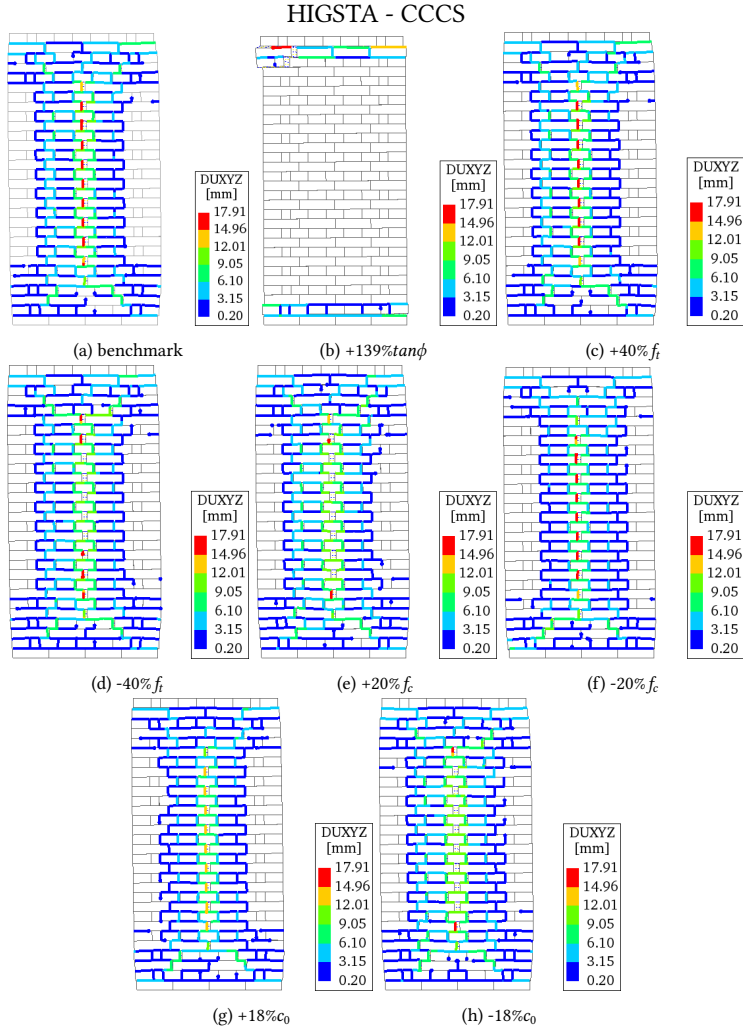 HIGSTA - CCCS
DUXYZ
[mm]
17.91
14.96
12.01
9.05
6.10
3.15
0.20
DUXYZ
[mm]
17.91
14.96
12.01
9.05
6.10
3.15
0.20
DUXYZ
[mm]
17.91
14.96
12.01
9.05
6.10
3.15
0.20
(a) benchmark
(b) +139%tanϕ
(c) +40% fₜ
DUXYZ
[mm]
17.91
14.96
12.01
9.05
6.10
3.15
0.20
DUXYZ
[mm]
17.91
14.96
12.01
9.05
6.10
3.15
0.20
DUXYZ
[mm]
17.91
14.96
12.01
9.05
6.10
3.15
0.20
(d) -40% fₜ
(e) +20% f_c
(f) -20% f_c
DUXYZ
[mm]
17.91
14.96
12.01
9.05
6.10
3.15
0.20
DUXYZ
[mm]
17.91
14.96
12.01
9.05
6.10
3.15
0.20
(g) +18%c₀
(h) -18%c₀